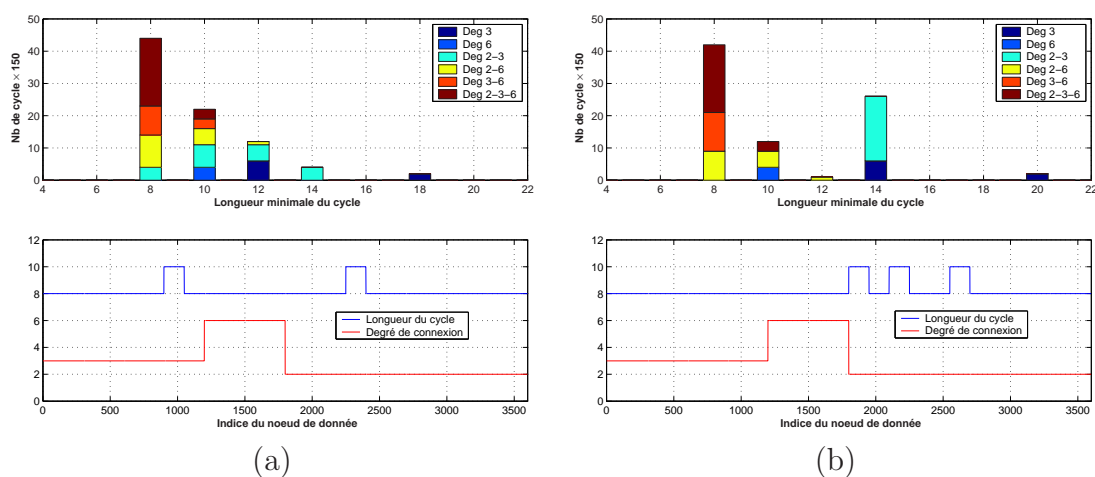 50
40
30
20
10
0
Nb de cycle × 150
4 6 8 10 12 14 16 18 20 22
Longueur minimale du cycle
Deg 3
Deg 6
Deg 2−3
Deg 2−6
Deg 3−6
Deg 2−3−6
12
10
8
6
4
2
0
0 500 1000 1500 2000 2500 3000 3500
Indice du noeud de donnée
Longueur du cycle
Degré de connexion
(a)
50
40
30
20
10
0
Nb de cycle × 150
4 6 8 10 12 14 16 18 20 22
Longueur minimale du cycle
Deg 3
Deg 6
Deg 2−3
Deg 2−6
Deg 3−6
Deg 2−3−6
12
10
8
6
4
2
0
0 500 1000 1500 2000 2500 3000 3500
Indice du noeud de donnée
Longueur du cycle
Degré de connexion
(b)